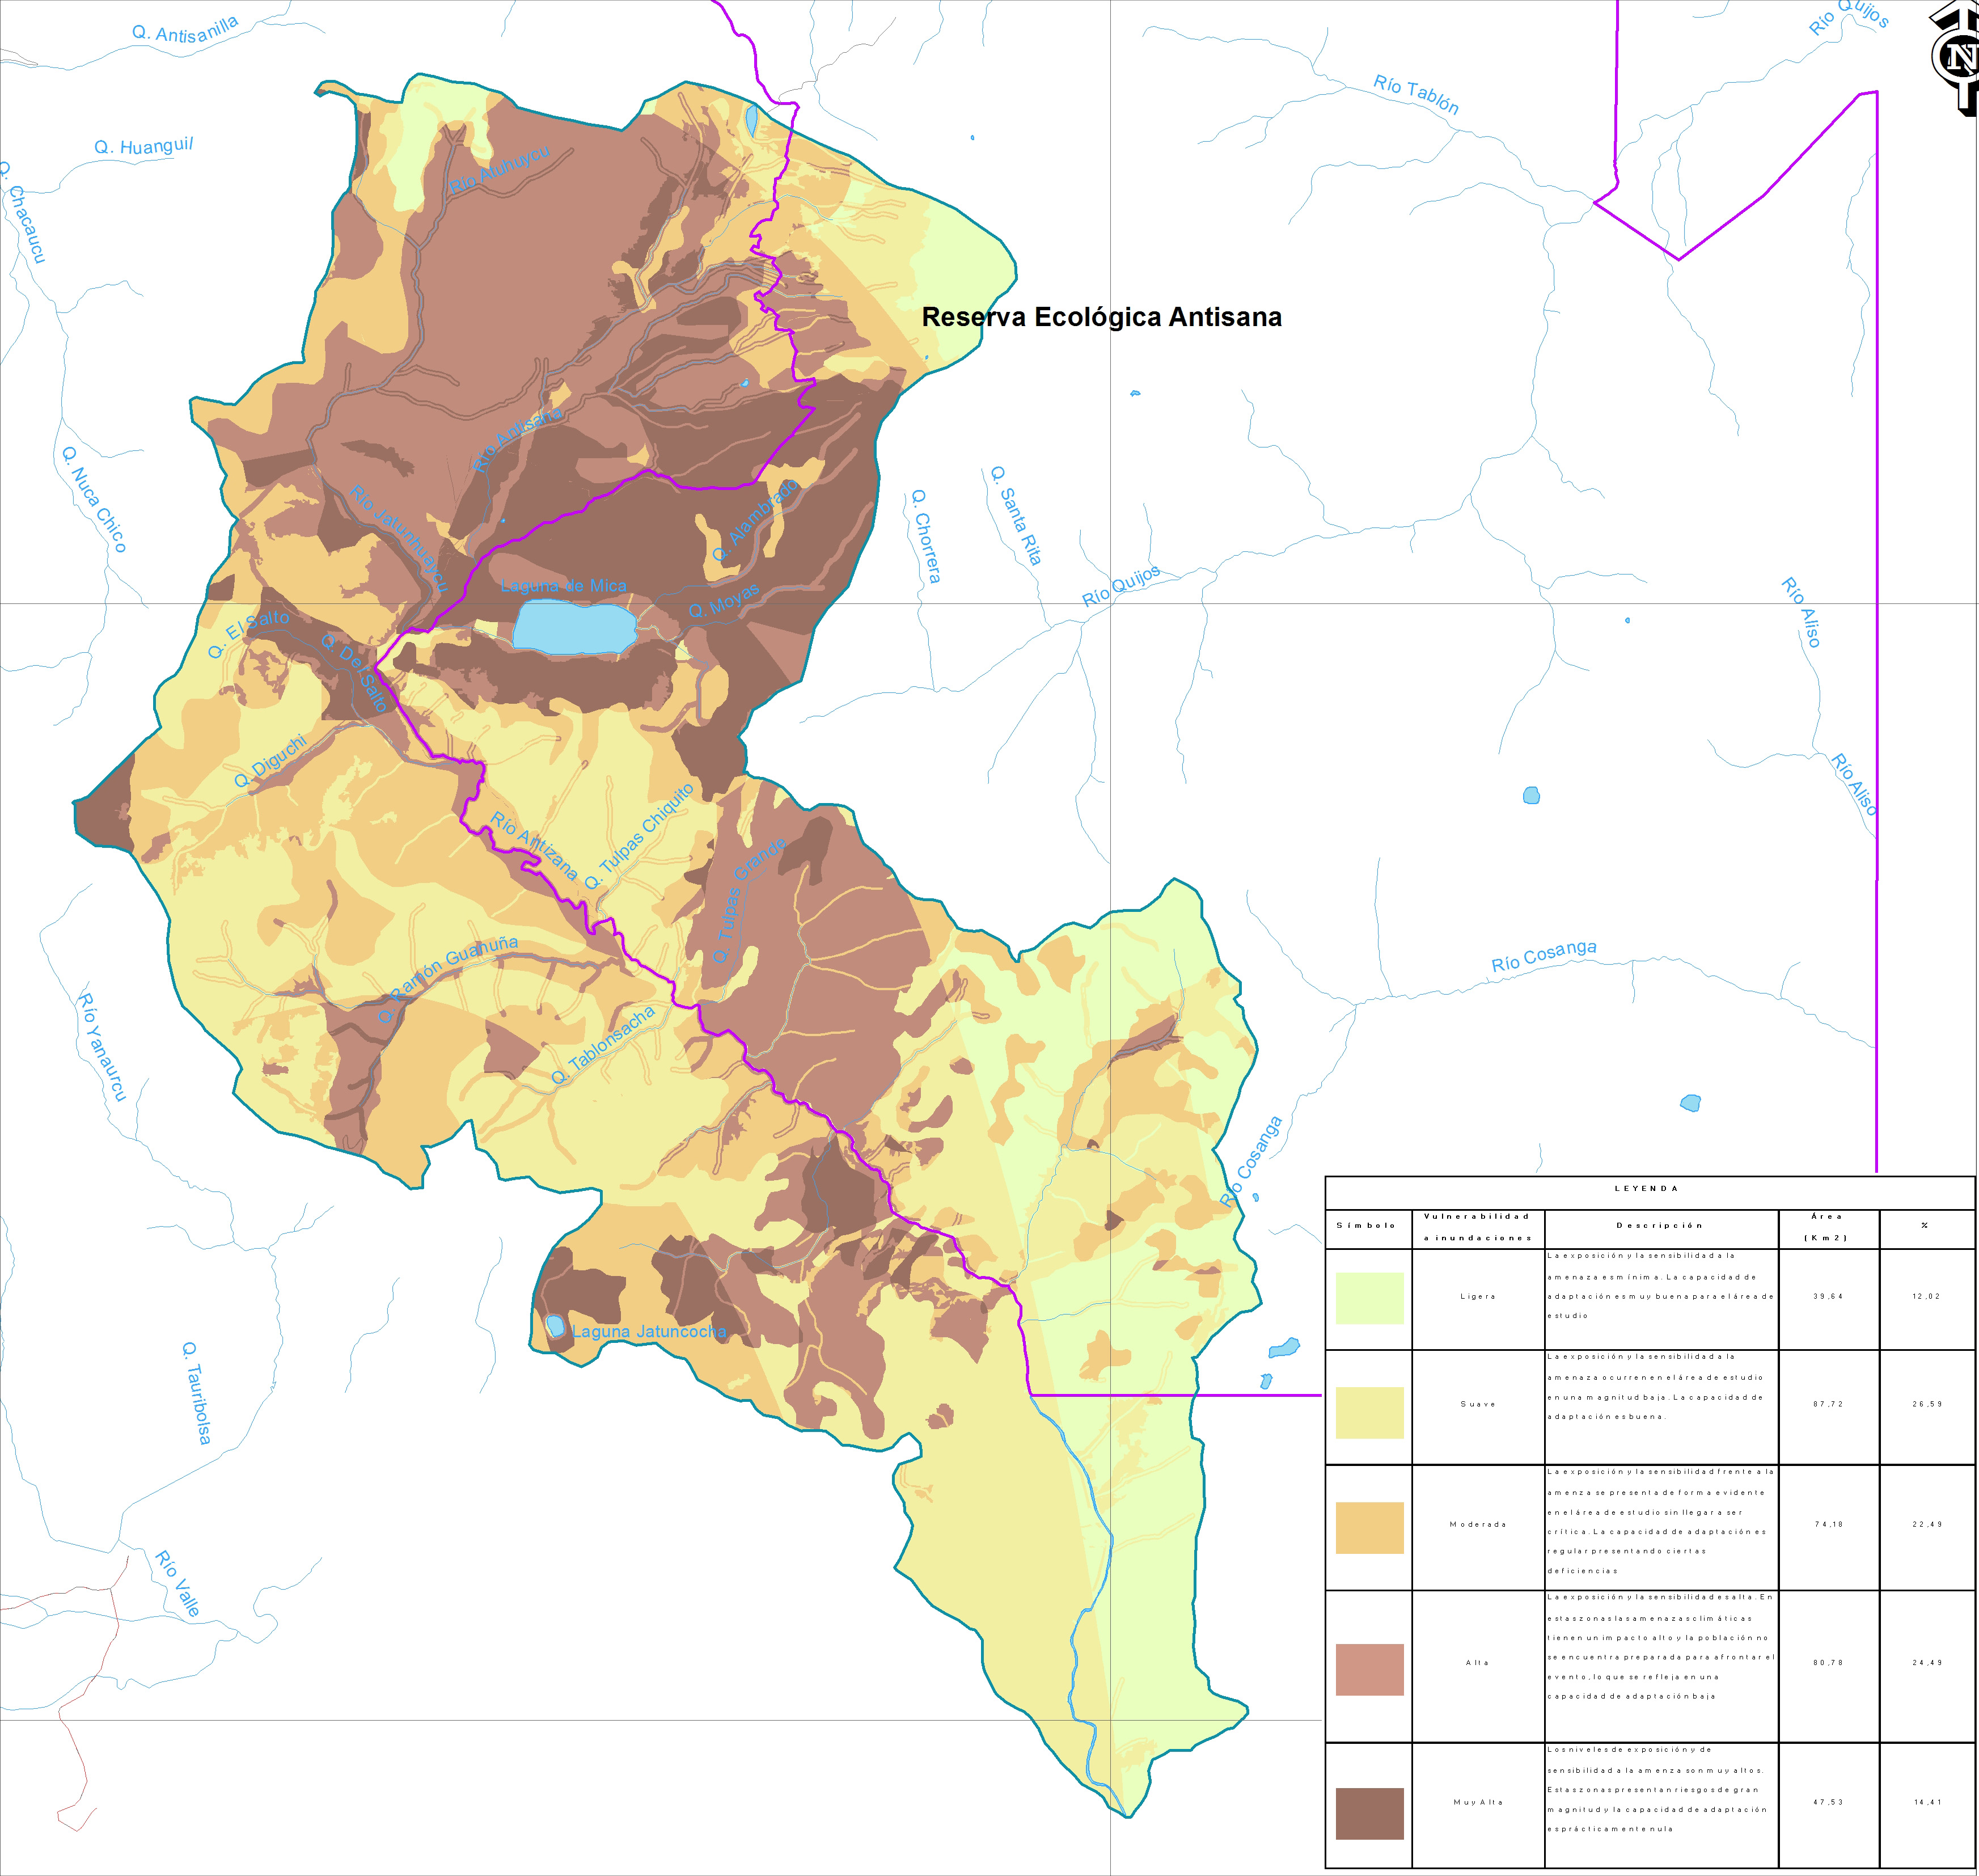 Q. Antisanilla
Río Quijos
N
Río Tablón
Q. Huanguil
Q. Chacaucu
Río Atuhuycu
Reserva Ecológica Antisana
Río Antisana
Q. Nuca Chico
Río Jatunhuaycu
Q. Alambrado
Q. Chorrera
Q. Santa Rita
Laguna de Mica
Q. Moyas
Río Quijos
Río Aliso
Q. El Salto
Q. Del Salto
Q. Diguchi
Río Aliso
Río Antizana
Q. Tulpas Chiquito
Q. Tulpas Grande
Q. Ramón Guahuña
Río Cosanga
Río Yanaurcu
Q. Tablonsacha
Río Cosanga
Laguna Jatuncocha
Q. Tauribolsa
Río Valle
LEYENDA
Símbolo
Vulnerabilidad
a inundaciones
Descripción
Área
(Km2)
%
Ligera
La exposición y la sensibilidad a la
amenaza es mínima. La capacidad de
adaptación es muy buena para el área de
estudio
39,64
12,02
Suave
La exposición y la sensibilidad a la
amenaza ocurren en el área de estudio
en una magnitud baja. La capacidad de
adaptación es buena.
87,72
26,59
Moderada
La exposición y la sensibilidad frente a la
amenza se presenta de forma evidente
en el área de estudio sin llegar a ser
crítica. La capacidad de adaptación es
regular presentando ciertas
deficiencias
74,18
22,49
Alta
La exposición y la sensibilidad es alta. En
estas zonas las amenazas climáticas
tienen un impacto alto y la población no
se encuentra preparada para afrontar el
evento, lo que se refleja en una
capacidad de adaptación baja
80,78
24,49
Muy Alta
Los niveles de exposición y de
sensibilidad a la amenza son muy altos.
Estas zonas presentan riesgos de gran
magnitud y la capacidad de adaptación
es prácticamente nula
47,53
14,41